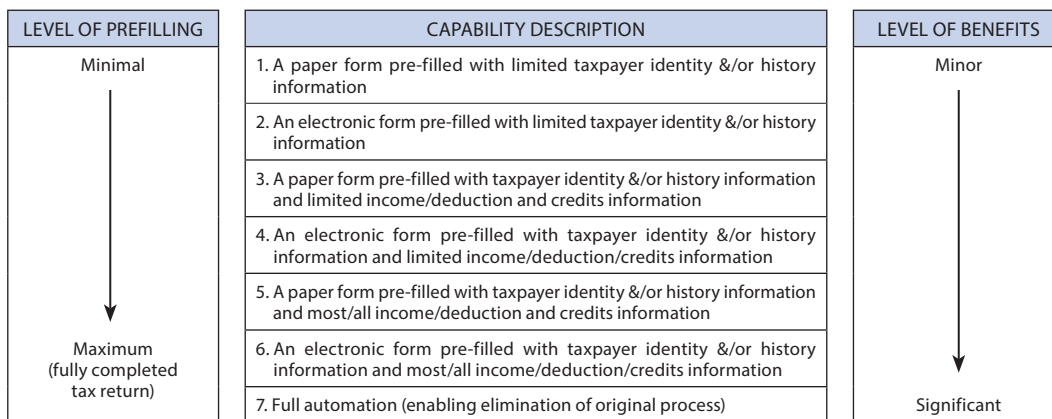 LEVEL OF PREFILLING
CAPABILITY DESCRIPTION
LEVEL OF BENEFITS
Minimal
Maximum
(fully completed
tax return)
1. A paper form pre-filled with limited taxpayer identity &/or history
information
2. An electronic form pre-filled with limited taxpayer identity &/or history
information
3. A paper form pre-filled with taxpayer identity &/or history information
and limited income/deduction and credits information
4. An electronic form pre-filled with taxpayer identity &/or history
information and limited income/deduction/credits information
5. A paper form pre-filled with taxpayer identity &/or history information
and most/all income/deduction and credits information
6. An electronic form pre-filled with taxpayer identity &/or history
information and most/all income/deduction/credits information
7. Full automation (enabling elimination of original process)
Minor
Significant